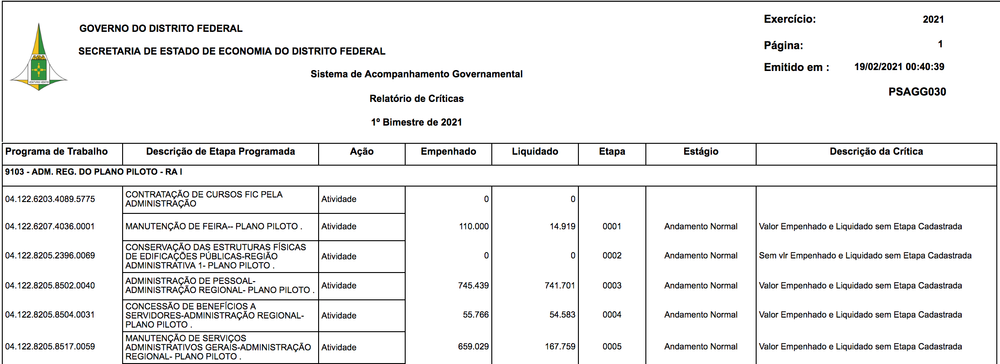 Exercício: 2021
GOVERNO DO DISTRITO FEDERAL
Página: 1
SECRETARIA DE ESTADO DE ECONOMIA DO DISTRITO FEDERAL
Emitido em : 19/02/2021 00:40:39
Sistema de Acompanhamento Governamental
VENTVRIS VENTIS
PSAGG030
Relatório de Críticas
1º Bimestre de 2021
Programa de Trabalho Descrição de Etapa Programada Ação Empenhado Liquidado Etapa Estágio Descrição da Crítica
9103 - ADM. REG. DO PLANO PILOTO - RA I
04.122.6203.4089.5775 CONTRATAÇÃO DE CURSOS FIC PELA
ADMINISTRAÇÃO Atividade 0 0
04.122.6207.4036.0001 MANUTENÇÃO DE FEIRA-- PLANO PILOTO . Atividade 110.000 14.919 0001 Andamento Normal Valor Empenhado e Liquidado sem Etapa Cadastrada
CONSERVAÇÃO DAS ESTRUTURAS FÍSICAS
04.122.8205.2396.0069 DE EDIFICAÇÕES PÚBLICAS-REGIÃO Atividade 0 0 0002 Andamento Normal Sem vlr Empenhado e Liquidado sem Etapa Cadastrada
ADMINISTRATIVA 1- PLANO PILOTO .
04.122.8205.8502.0040 ADMINISTRAÇÃO DE PESSOAL-
ADMINISTRAÇÃO REGIONAL- PLANO PILOTO . Atividade 745.439 741.701 0003 Andamento Normal Valor Empenhado e Liquidado sem Etapa Cadastrada
CONCESSÃO DE BENEFÍCIOS A
04.122.8205.8504.0031 SERVIDORES-ADMINISTRAÇÃO REGIONAL- Atividade 55.766 54.583 0004 Andamento Normal Valor Empenhado e Liquidado sem Etapa Cadastrada
PLANO PILOTO .
MANUTENÇÃO DE SERVIÇOS
04.122.8205.8517.0059 ADMINISTRATIVOS GERAIS-ADMINISTRAÇÃO Atividade 659.029 167.759 0005 Andamento Normal Valor Empenhado e Liquidado sem Etapa Cadastrada
REGIONAL- PLANO PILOTO .